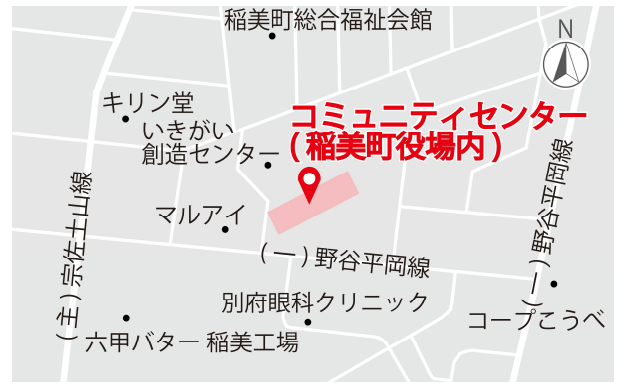 稲美町総合福祉会館
N
キリン堂
いきがい
創造センター
コミュニティセンター
(稲美町役場内)
マルアイ
(一)野谷平岡線
(一)野谷平岡線
(主)宗佐土山線
別府眼科クリニック
コープこうべ
六甲バター 稲美工場